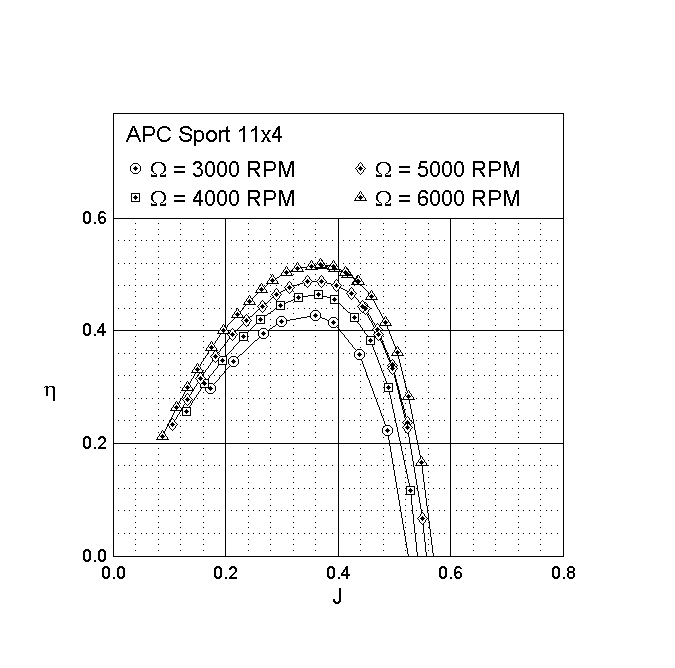 APC Sport 11x4
Ω = 3000 RPM Ω = 5000 RPM
Ω = 4000 RPM Ω = 6000 RPM
0.6
0.4
η
0.2
0.0
0.0 0.2 0.4 0.6 0.8
J